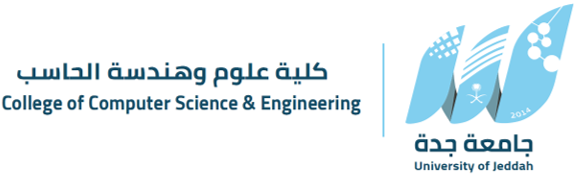 كلية علوم وهندسة الحاسب
College of Computer Science & Engineering
2014
جامعة جدة
University of Jeddah